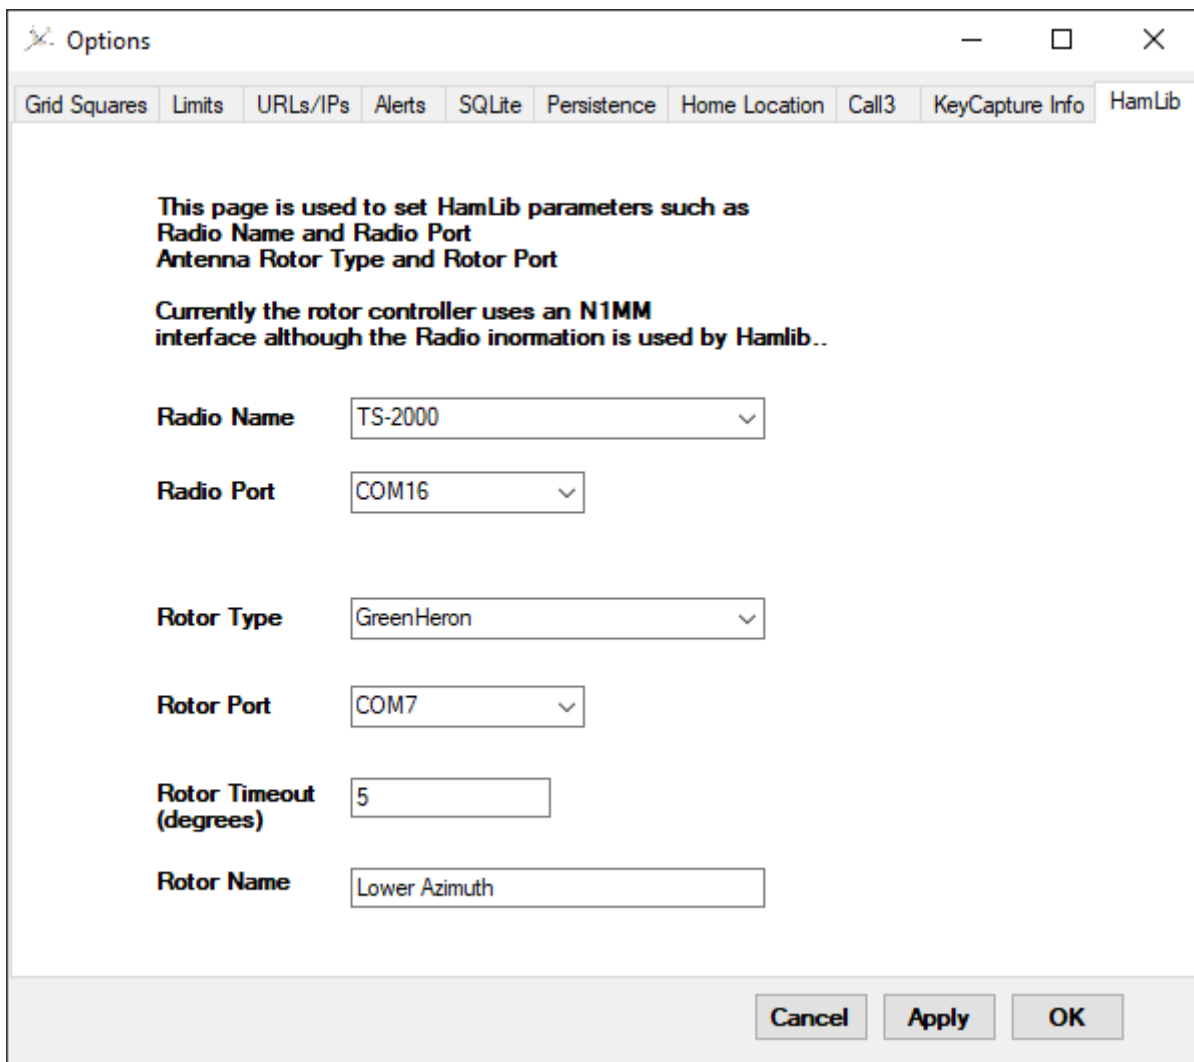 Options
Grid Squares Limits URLs/IPs Alerts SQLite Persistence Home Location Call3 KeyCapture Info HamLib
This page is used to set HamLib parameters such as
Radio Name and Radio Port
Antenna Rotor Type and Rotor Port
Currently the rotor controller uses an N1MM
interface although the Radio inormation is used by Hamlib..
Radio Name TS-2000
Radio Port COM16
Rotor Type GreenHeron
Rotor Port COM7
Rotor Timeout 5
(degrees)
Rotor Name Lower Azimuth
Cancel Apply OK